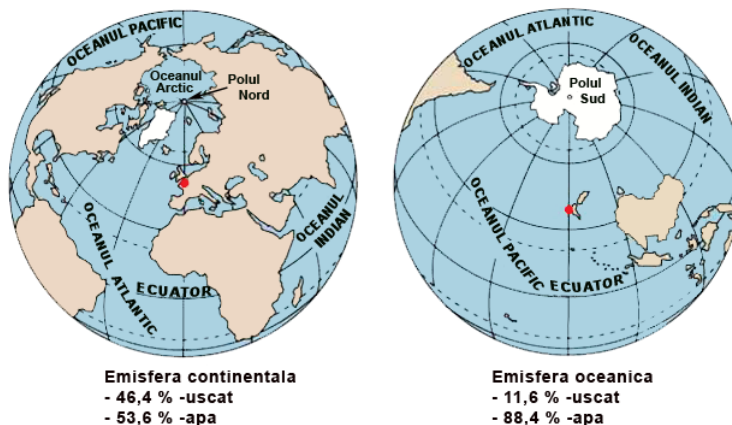 OCEANUL PACIFIC
Oceanul
Arctic
Polul
Nord
OCEANUL ATLANTIC
OCEANUL INDIAN
ECUATOR
OCEANUL ATLANTIC
OCEANUL INDIAN
Polul
Sud
OCEANUL PACIFIC
ECUATOR
Emisfera continentala
- 46,4 % -uscat
- 53,6 % -apa
Emisfera oceanica
- 11,6 % -uscat
- 88,4 % -apa